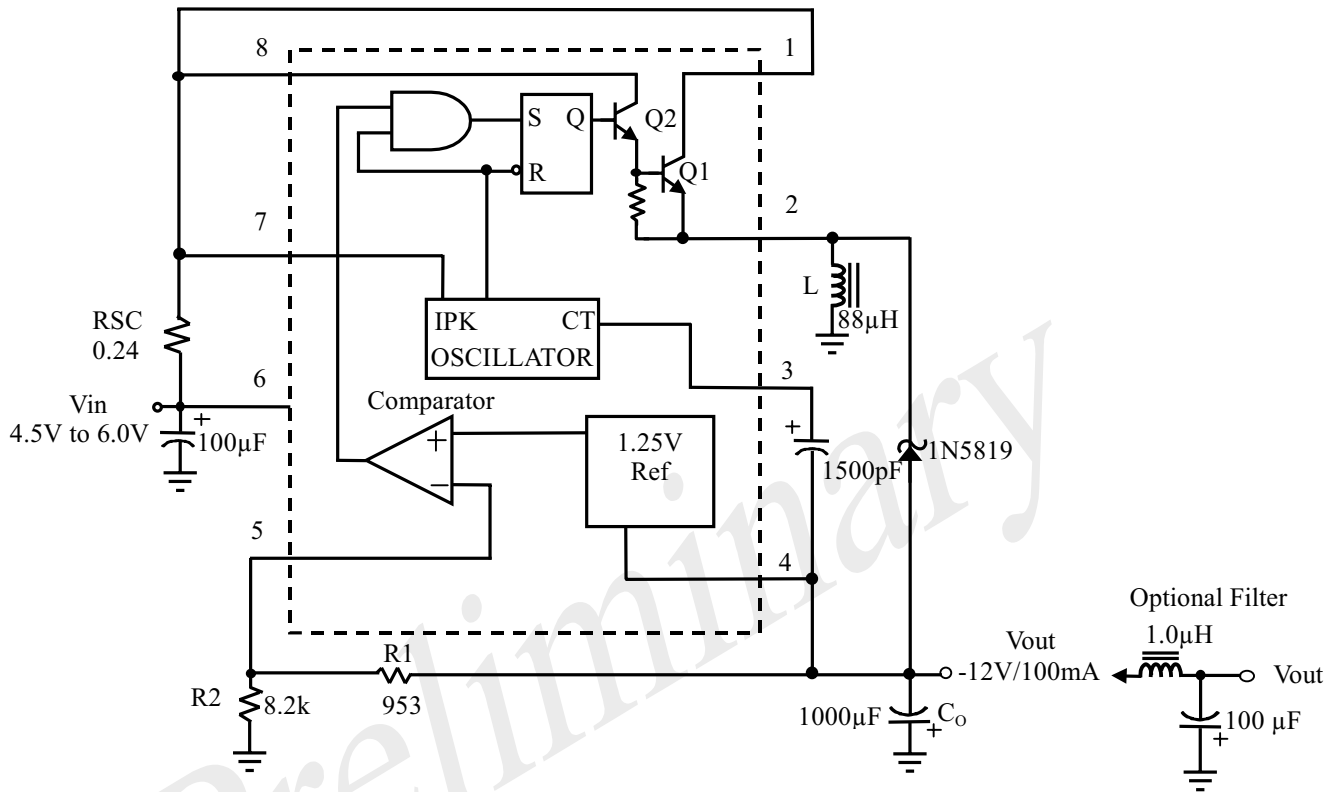 8
1
S
Q
Q2
R
Q1
7
2
L
88µH
IPK
CT
OSCILLATOR
RSC
0.24
6
3
Vin
4.5V to 6.0V
+
100µF
Comparator
+
−
1.25V
Ref
+
1500pF
1N5819
5
4
Optional Filter
1.0µH
R1
953
Vout
-12V/100mA
Vout
R2
8.2k
1000µF
CO
+
100 µF
+
Preliminary